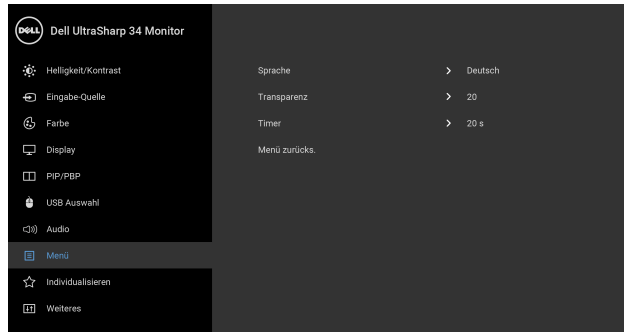 DELL Dell UltraSharp 34 Monitor
Helligkeit/Kontrast
Eingabe-Quelle
Farbe
Display
PIP/PBP
USB Auswahl
Audio
Menü
Individualisieren
Weiteres
Sprache > Deutsch
Transparenz > 20
Timer > 20 s
Menü zurücks.